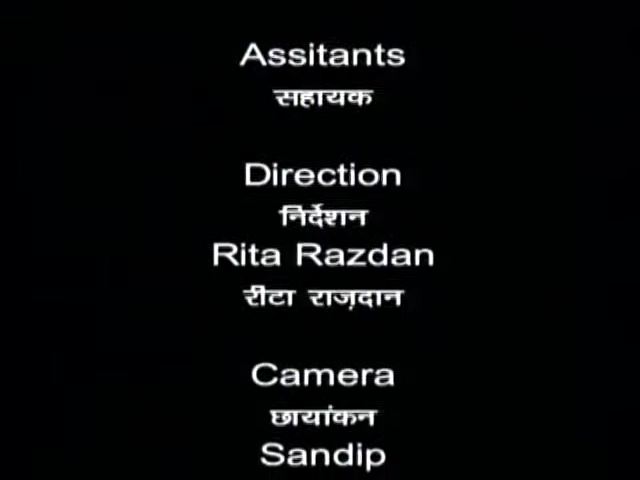 Assitants
सहायक
Direction
निर्देशन
Rita Razdan
रीटा राज़दान
Camera
छायांकन
Sandip